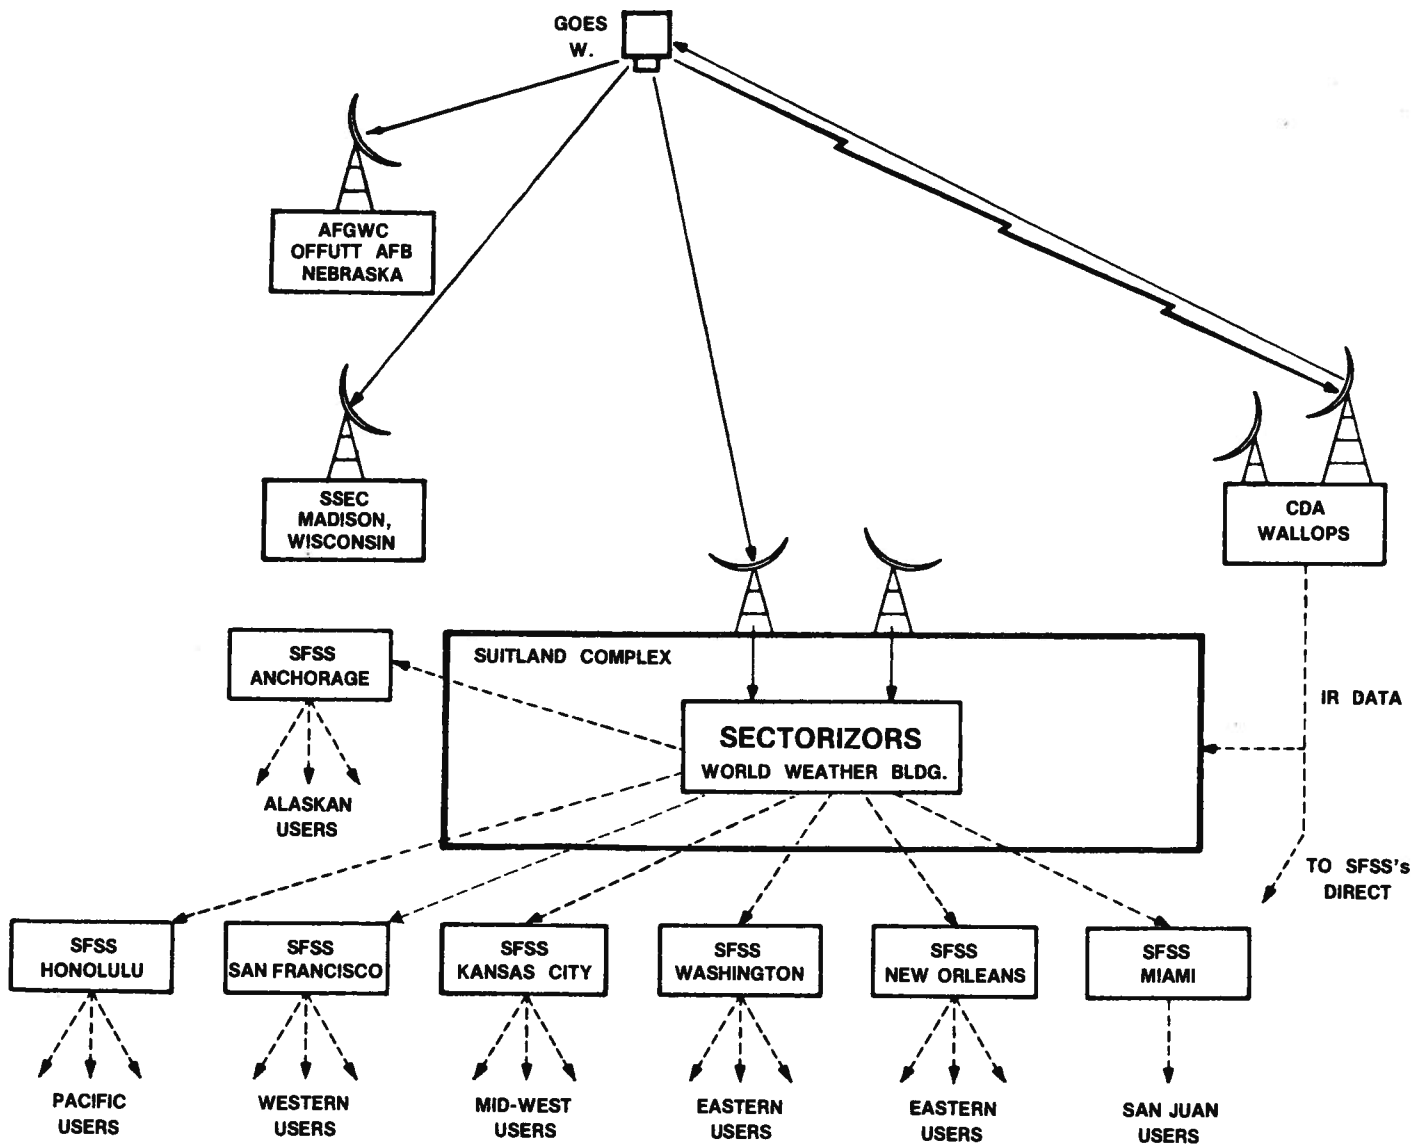 GOES
W.
AFGWC
OFFUTT AFB
NEBRASKA
SSEC
MADISON,
WISCONSIN
CDA
WALLOPS
SFSS
ANCHORAGE
SUITLAND COMPLEX
SECTORIZORS
WORLD WEATHER BLDG.
IR DATA
ALASKAN
USERS
TO SFSS's
DIRECT
SFSS
HONOLULU
SFSS
SAN FRANCISCO
SFSS
KANSAS CITY
SFSS
WASHINGTON
SFSS
NEW ORLEANS
SFSS
MIAMI
PACIFIC
USERS
WESTERN
USERS
MID-WEST
USERS
EASTERN
USERS
EASTERN
USERS
SAN JUAN
USERS